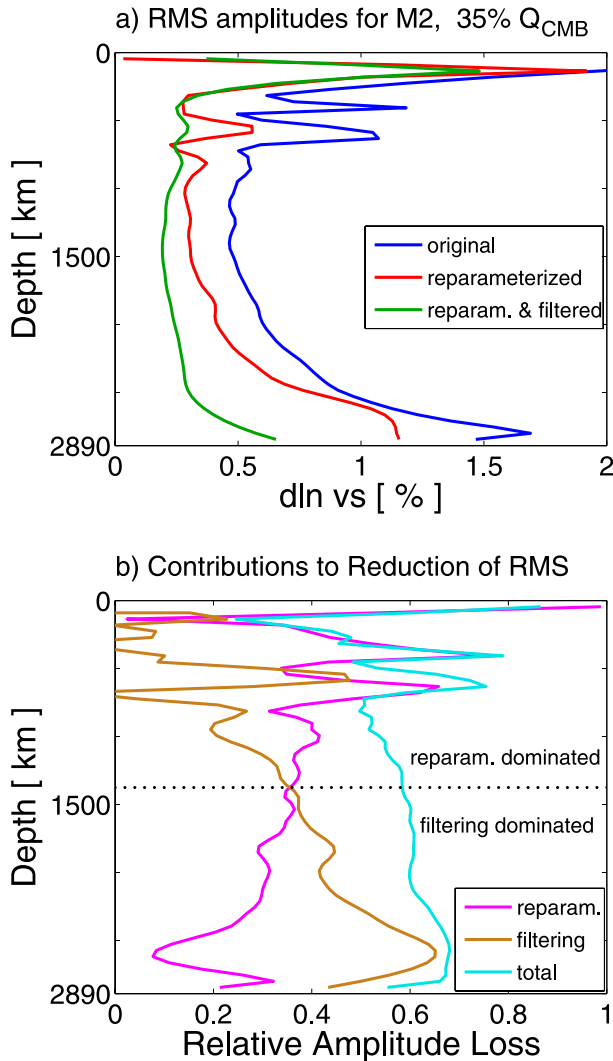 a) RMS amplitudes for M2, 35% Q_CMB
0
1500
2890
Depth [ km ]
original
reparameterized
reparam. & filtered
0 0.5 1 1.5 2
dln vs [ % ]
b) Contributions to Reduction of RMS
0
1500
2890
Depth [ km ]
reparam. dominated
filtering dominated
reparam.
filtering
total
0 0.2 0.4 0.6 0.8 1
Relative Amplitude Loss